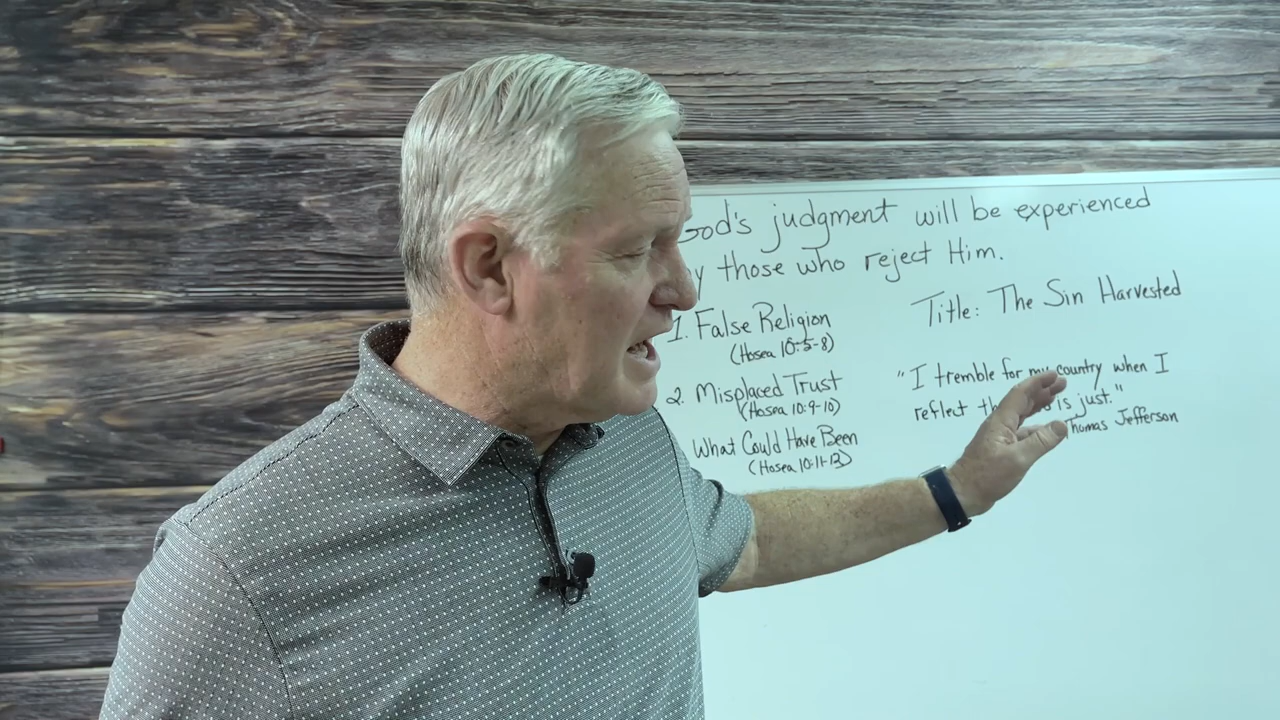 God's judgment will be experienced
by those who reject Him.
Title: The Sin Harvested
1. False Religion
(Hosea 10:5-8)
2. Misplaced Trust
(Hosea 10:9-10)
What Could Have Been
(Hosea 10:11-13)
"I tremble for my country when I
reflect is just."
Thomas Jefferson